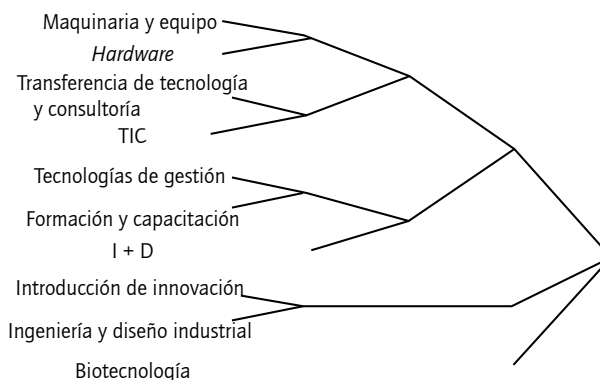 Maquinaria y equipo
Hardware
Transferencia de tecnología
y consultoría
TIC
Tecnologías de gestión
Formación y capacitación
I + D
Introducción de innovación
Ingeniería y diseño industrial
Biotecnología